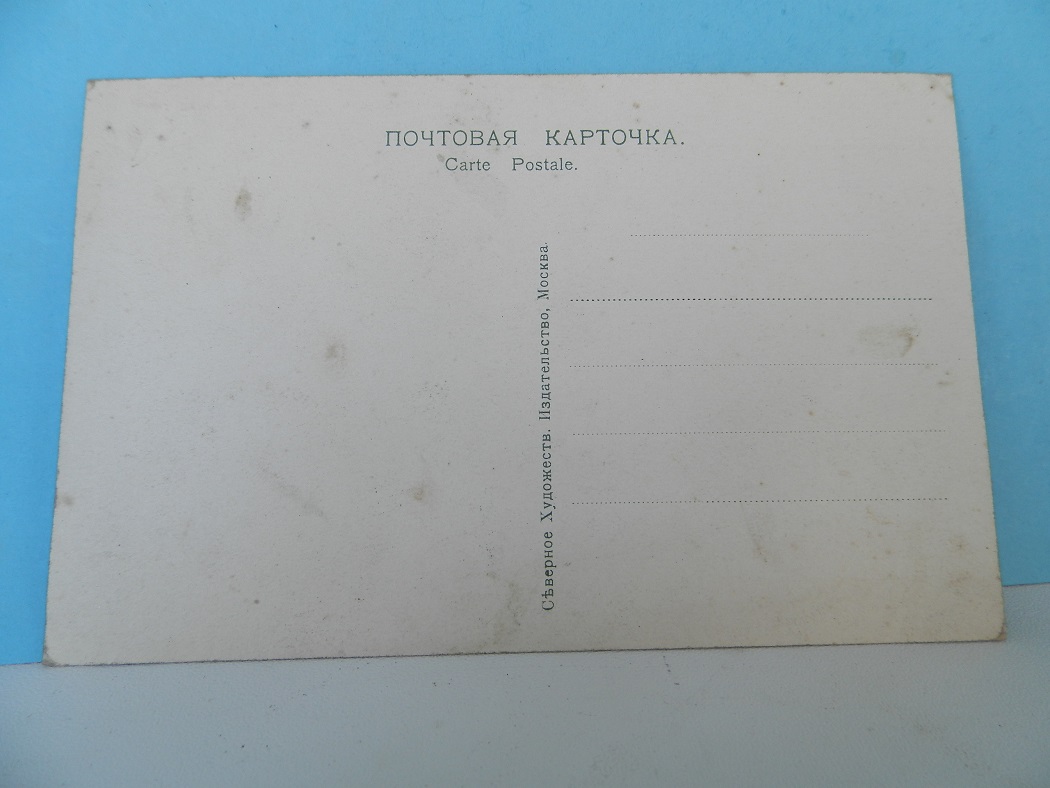 ПОЧТОВАЯ КАРТОЧКА.
Carte Postale.
Сѣверное Художеств. Издательство, Москва.